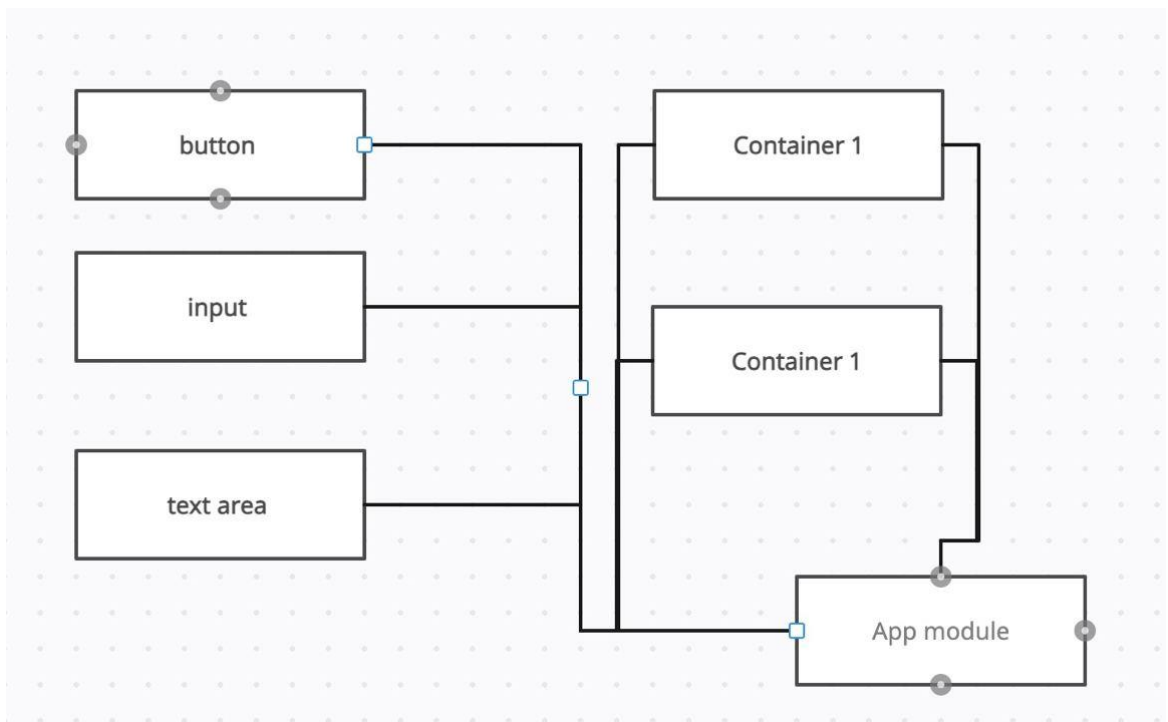 button
Container 1
input
Container 1
text area
App module